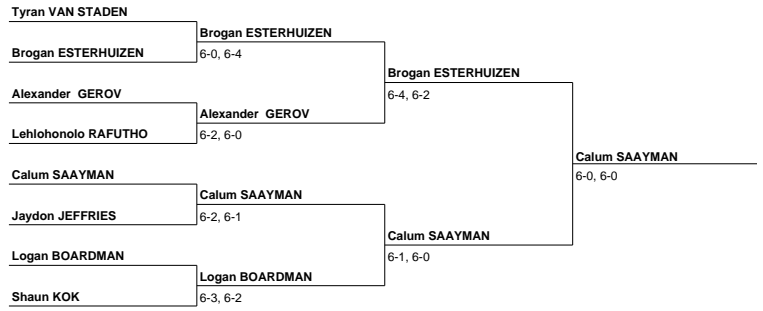 Tyran VAN STADEN
Brogan ESTERHUIZEN
Brogan ESTERHUIZEN
6-0, 6-4
Brogan ESTERHUIZEN
Alexander  GEROV
6-4, 6-2
Alexander  GEROV
Lehlohonolo RAFUTHO
6-2, 6-0
Calum SAAYMAN
Calum SAAYMAN
6-0, 6-0
Calum SAAYMAN
Jaydon JEFFRIES
6-2, 6-1
Calum SAAYMAN
Logan BOARDMAN
6-1, 6-0
Logan BOARDMAN
Shaun KOK
6-3, 6-2